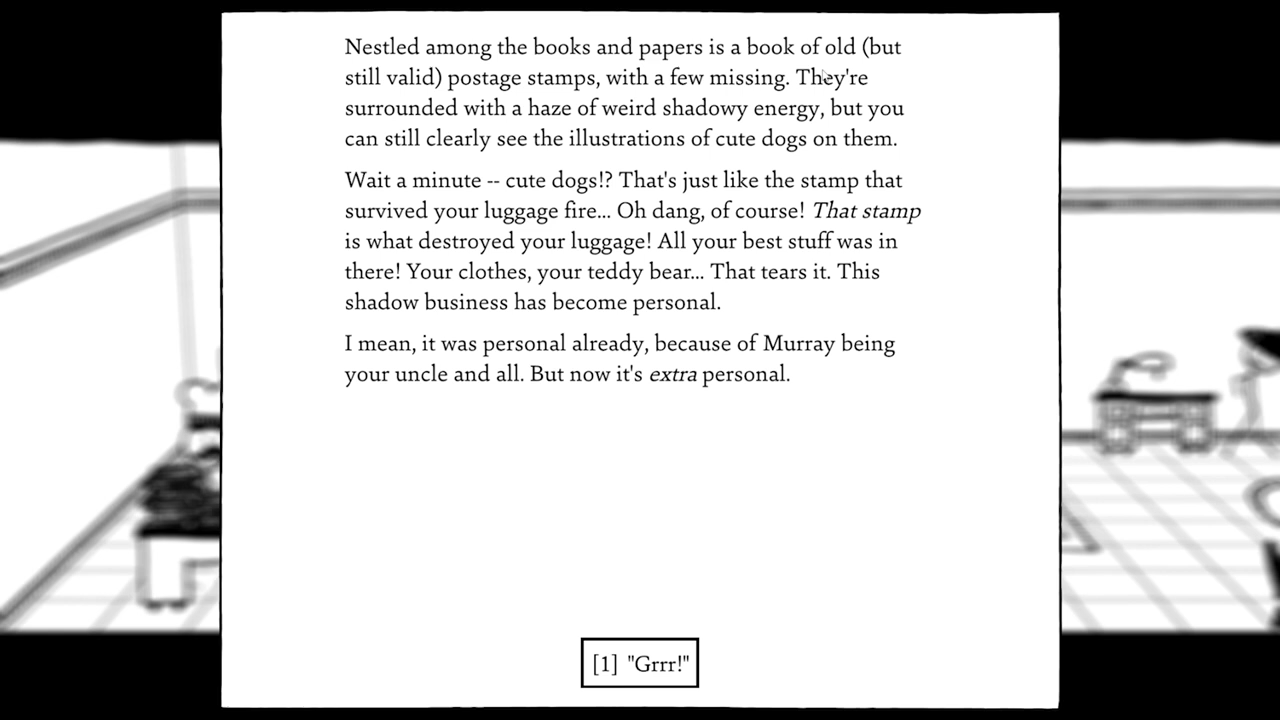 Nestled among the books and papers is a book of old (but
still valid) postage stamps, with a few missing. They're
surrounded with a haze of weird shadowy energy, but you
can still clearly see the illustrations of cute dogs on them.
Wait a minute -- cute dogs!? That's just like the stamp that
survived your luggage fire... Oh dang, of course! That stamp
is what destroyed your luggage! All your best stuff was in
there! Your clothes, your teddy bear... That tears it. This
shadow business has become personal.
I mean, it was personal already, because of Murray being
your uncle and all. But now it's extra personal.
[1] "Grrr!"